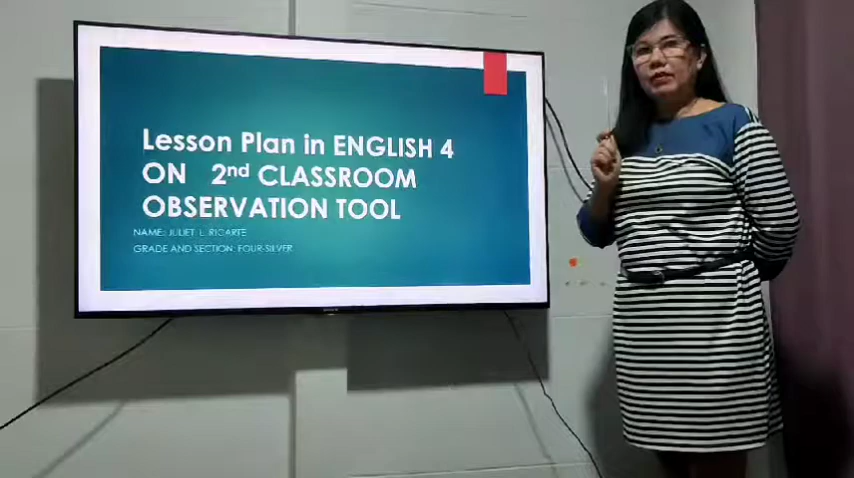 Lesson Plan in ENGLISH 4
ON 2nd CLASSROOM
OBSERVATION TOOL
NAME: JULIET L. RICARTE
GRADE AND SECTION: FOUR-SILVER